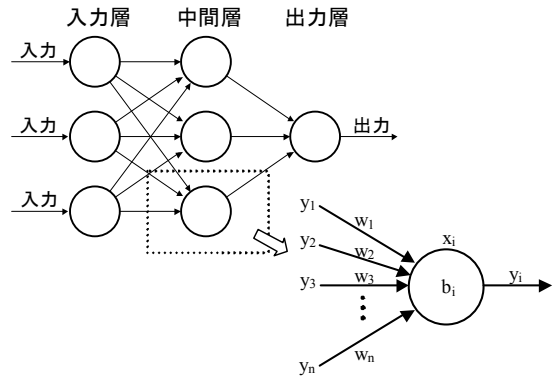 入力層 中間層 出力層
入力
入力 出力
入力
y1 w1
y2 w2 xi
y3 w3 bi yi
yn wn